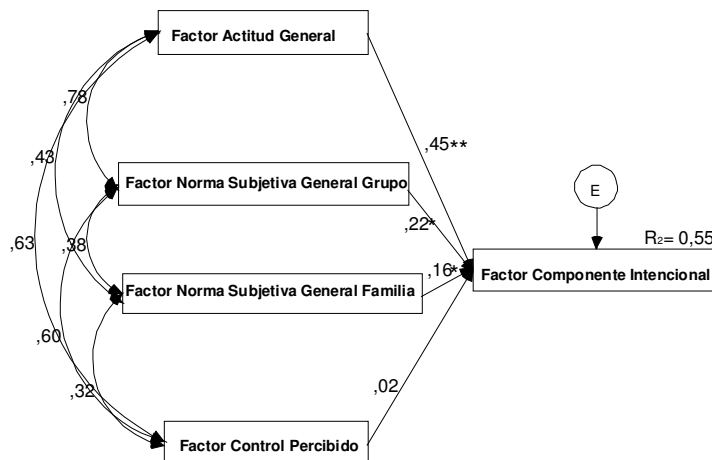 Factor Actitud General
,78
,43
,45**
Factor Norma Subjetiva General Grupo
E
,22*
,63
,38
R2= 0,55
,16*
Factor Norma Subjetiva General Familia
Factor Componente Intencional
,60
,32
,02
Factor Control Percibido